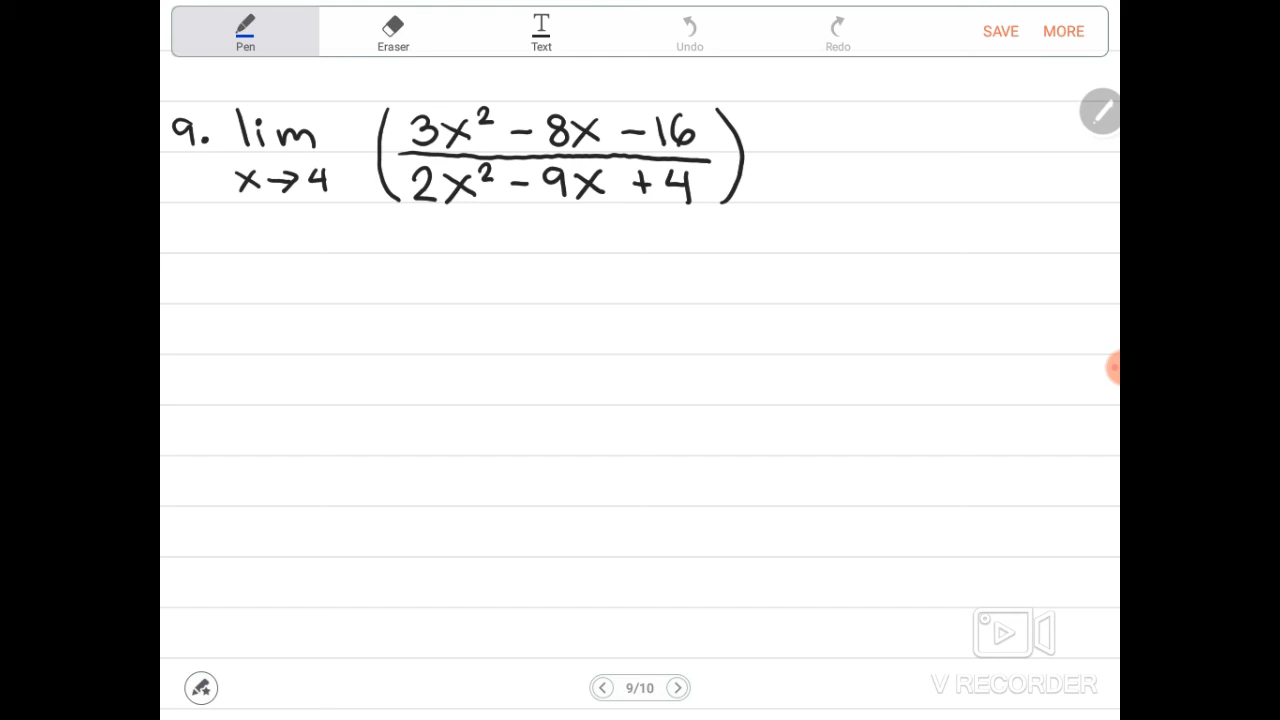 Pen Eraser T Text Undo Redo SAVE MORE
9. lim (3x² - 8x - 16
x→4 2x² - 9x + 4)
9/10
V RECORDER